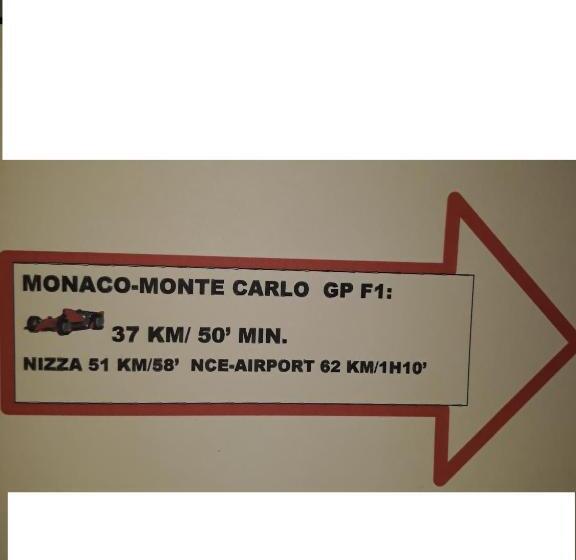 MONACO-MONTE CARLO GP F1:
37 KM/ 50' MIN.
NIZZA 51 KM/58' NCE-AIRPORT 62 KM/1H10'